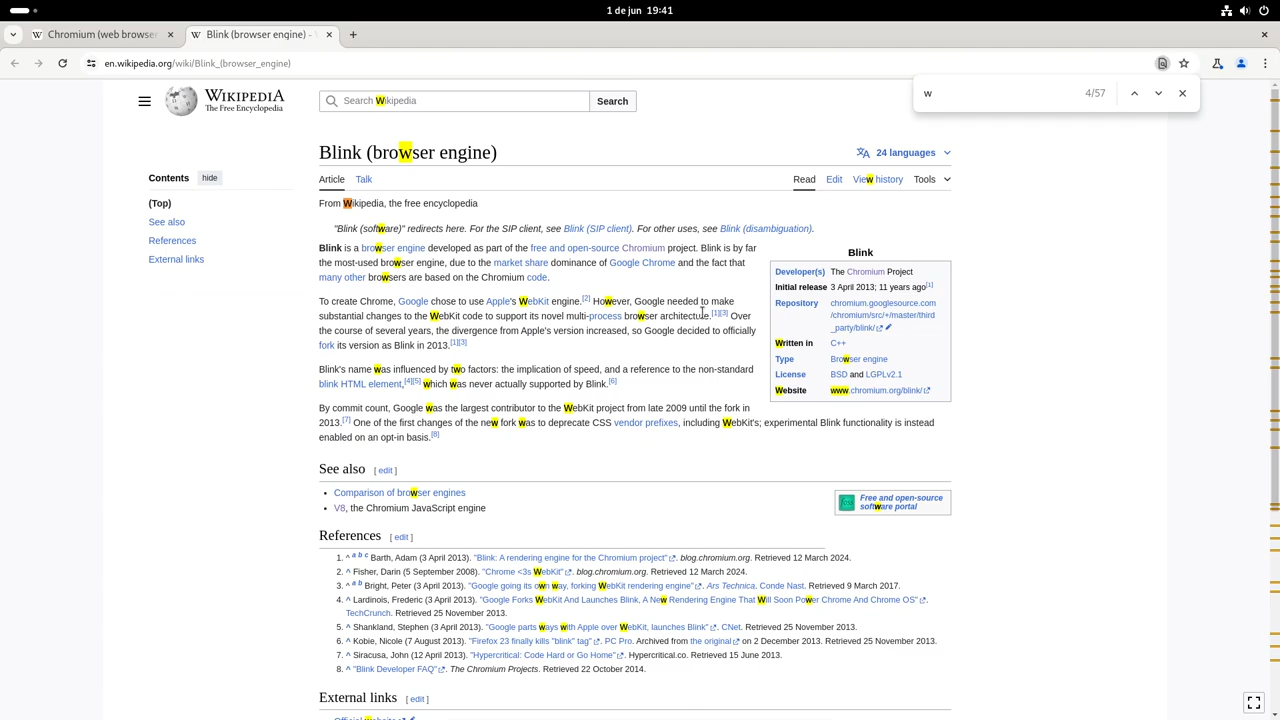 1 de jun 19:41
Chromium (web browser
Blink (browser engine) -
en.wikipedia.org/wiki/Blink_(browser_engine)
w 4/57
WIKIPEDIA
The Free Encyclopedia
Search Wikipedia
Search
Contents hide
(Top)
See also
References
External links
Blink (browser engine)
24 languages
Article Talk Read Edit View history Tools
From Wikipedia, the free encyclopedia
"Blink (software)" redirects here. For the SIP client, see Blink (SIP client). For other uses, see Blink (disambiguation).
Blink is a browser engine developed as part of the free and open-source Chromium project. Blink is by far
the most-used browser engine, due to the market share dominance of Google Chrome and the fact that
many other browsers are based on the Chromium code.
To create Chrome, Google chose to use Apple's WebKit engine.[2] However, Google needed to make
substantial changes to the WebKit code to support its novel multi-process browser architecture.[1][3] Over
the course of several years, the divergence from Apple's version increased, so Google decided to officially
fork its version as Blink in 2013.[1][3]
Blink's name was influenced by two factors: the implication of speed, and a reference to the non-standard
blink HTML element,[4][5] which was never actually supported by Blink.[6]
By commit count, Google was the largest contributor to the WebKit project from late 2009 until the fork in
2013.[7] One of the first changes of the new fork was to deprecate CSS vendor prefixes, including WebKit's; experimental Blink functionality is instead
enabled on an opt-in basis.[8]
Blink
Developer(s) The Chromium Project
Initial release 3 April 2013; 11 years ago[1]
Repository chromium.googlesource.com
/chromium/src/+/master/third
_party/blink/
Written in C++
Type Browser engine
License BSD and LGPLv2.1
Website www.chromium.org/blink/
See also [ edit ]
• Comparison of browser engines
• V8, the Chromium JavaScript engine
Free and open-source
software portal
References [ edit ]
1. ^ a b c Barth, Adam (3 April 2013). "Blink: A rendering engine for the Chromium project". blog.chromium.org. Retrieved 12 March 2024.
2. ^ Fisher, Darin (5 September 2008). "Chrome <3s WebKit". blog.chromium.org. Retrieved 12 March 2024.
3. ^ a b Bright, Peter (3 April 2013). "Google going its own way, forking WebKit rendering engine". Ars Technica. Conde Nast. Retrieved 9 March 2017.
4. ^ Lardinois, Frederic (3 April 2013). "Google Forks WebKit And Launches Blink, A New Rendering Engine That Will Soon Power Chrome And Chrome OS".
TechCrunch. Retrieved 25 November 2013.
5. ^ Shankland, Stephen (3 April 2013). "Google parts ways with Apple over WebKit, launches Blink". CNet. Retrieved 25 November 2013.
6. ^ Kobie, Nicole (7 August 2013). "Firefox 23 finally kills "blink" tag". PC Pro. Archived from the original on 2 December 2013. Retrieved 25 November 2013.
7. ^ Siracusa, John (12 April 2013). "Hypercritical: Code Hard or Go Home". Hypercritical.co. Retrieved 15 June 2013.
8. ^ "Blink Developer FAQ". The Chromium Projects. Retrieved 22 October 2014.
External links [ edit ]
Official website